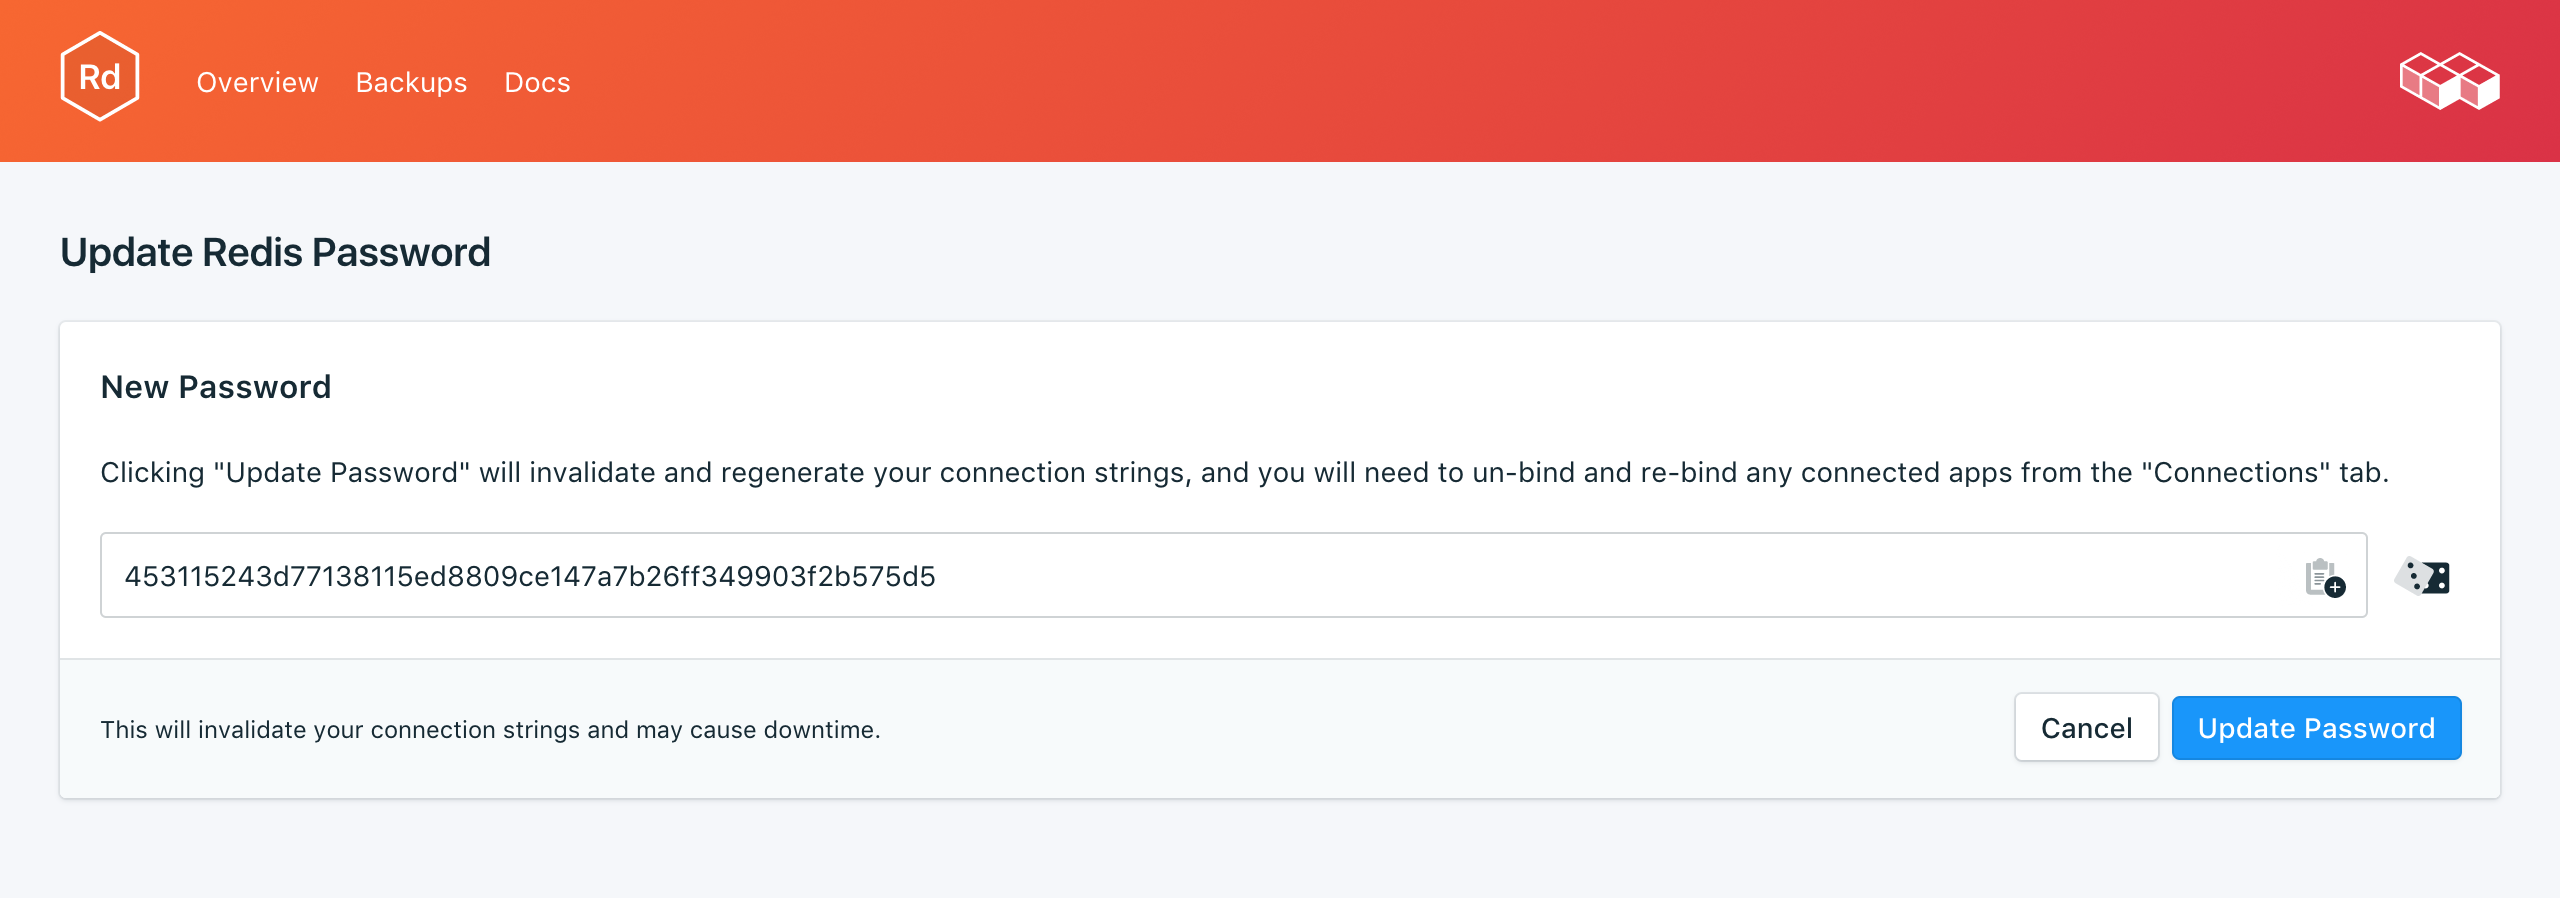 Rd
Overview Backups Docs
Update Redis Password
New Password
Clicking "Update Password" will invalidate and regenerate your connection strings, and you will need to un-bind and re-bind any connected apps from the "Connections" tab.
453115243d77138115ed8809ce147a7b26ff349903f2b575d5
This will invalidate your connection strings and may cause downtime.
Cancel Update Password